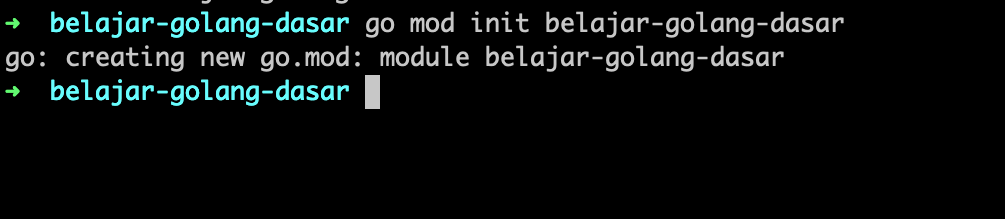 ➜ belajar-golang-dasar go mod init belajar-golang-dasar
go: creating new go.mod: module belajar-golang-dasar
➜ belajar-golang-dasar